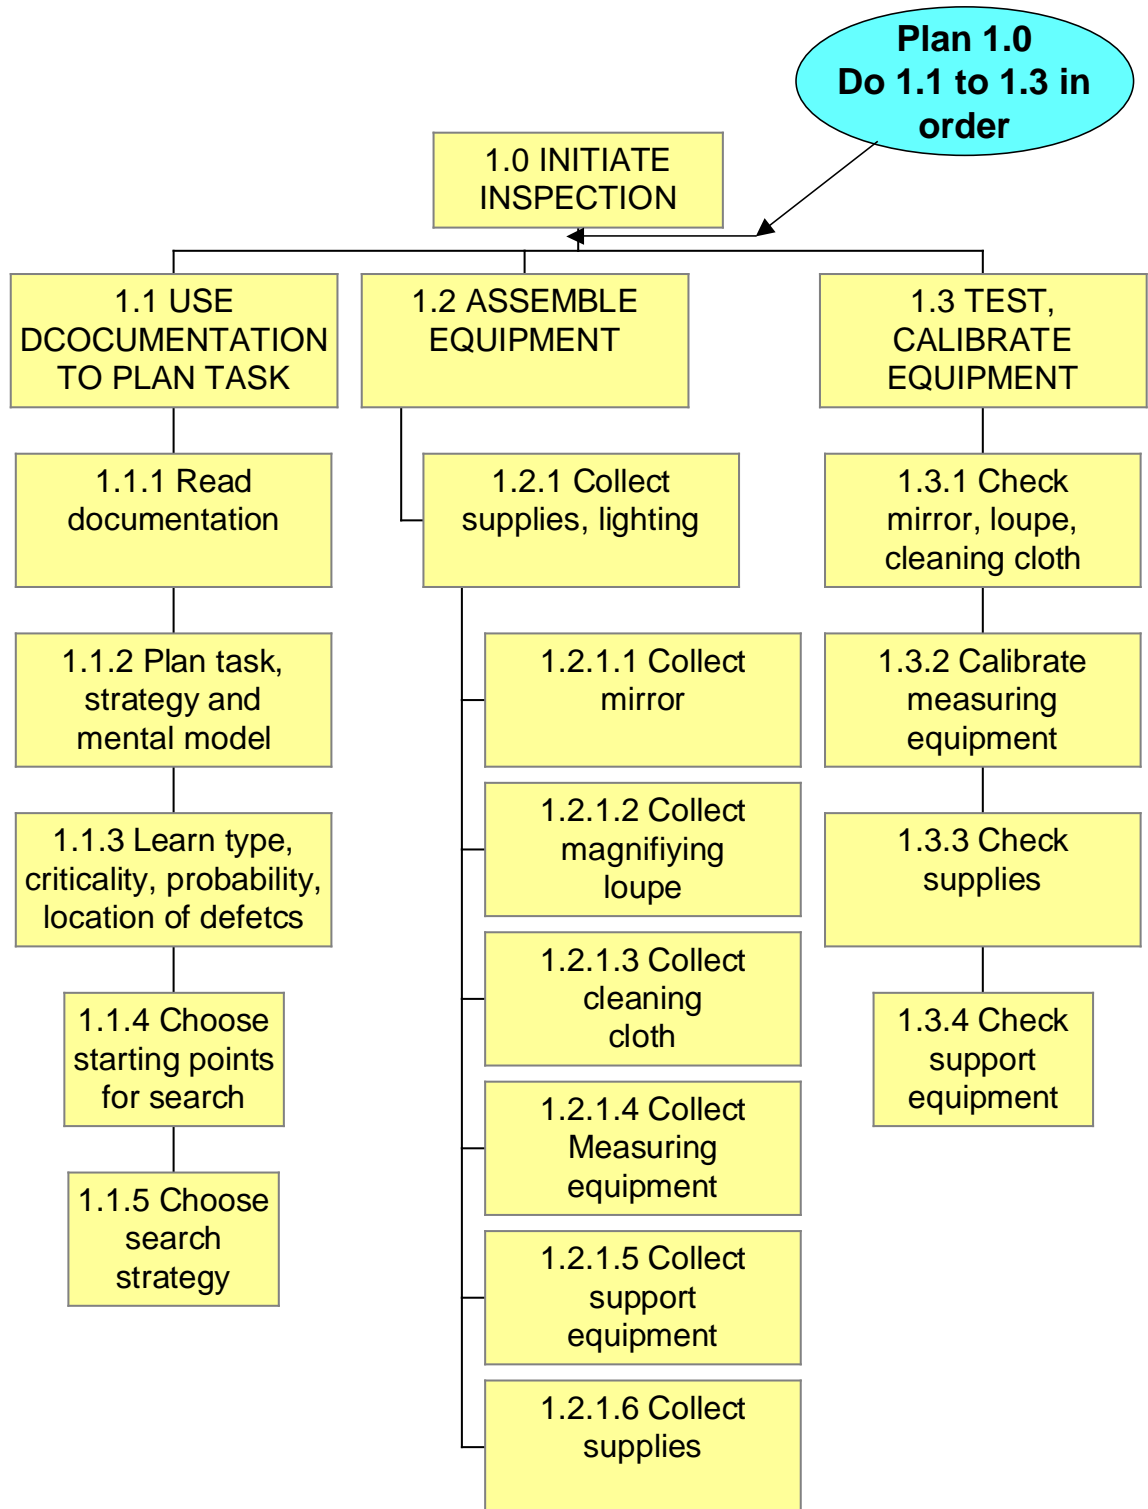 Plan 1.0
Do 1.1 to 1.3 in
order
1.0 INITIATE
INSPECTION
1.1 USE
DCOCUMENTATION
TO PLAN TASK
1.2 ASSEMBLE
EQUIPMENT
1.3 TEST,
CALIBRATE
EQUIPMENT
1.1.1 Read
documentation
1.2.1 Collect
supplies, lighting
1.3.1 Check
mirror, loupe,
cleaning cloth
1.1.2 Plan task,
strategy and
mental model
1.2.1.1 Collect
mirror
1.3.2 Calibrate
measuring
equipment
1.1.3 Learn type,
criticality, probability,
location of defetcs
1.2.1.2 Collect
magnifiying
loupe
1.3.3 Check
supplies
1.2.1.3 Collect
cleaning
cloth
1.1.4 Choose
starting points
for search
1.3.4 Check
support
equipment
1.2.1.4 Collect
Measuring
equipment
1.1.5 Choose
search
strategy
1.2.1.5 Collect
support
equipment
1.2.1.6 Collect
supplies